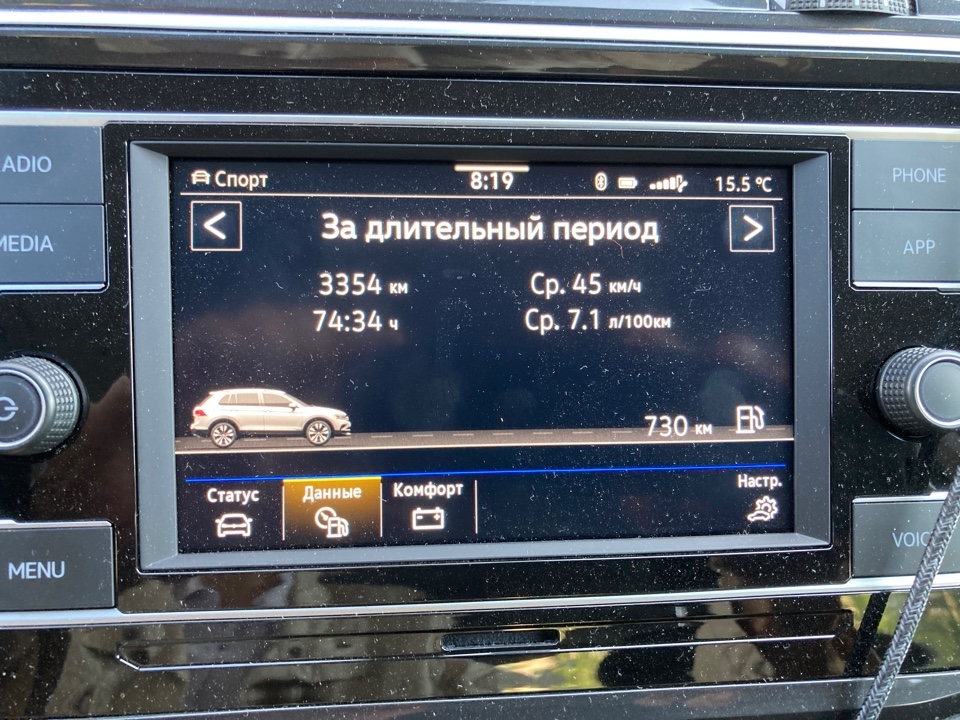 Спорт 8:19 15.5 °C
< За длительный период >
3354 км Ср. 45 км/ч
74:34 ч Ср. 7.1 л/100км
730 км
Статус Данные Комфорт Настр.
ADIO
MEDIA
MENU
PHONE
APP
VOIC